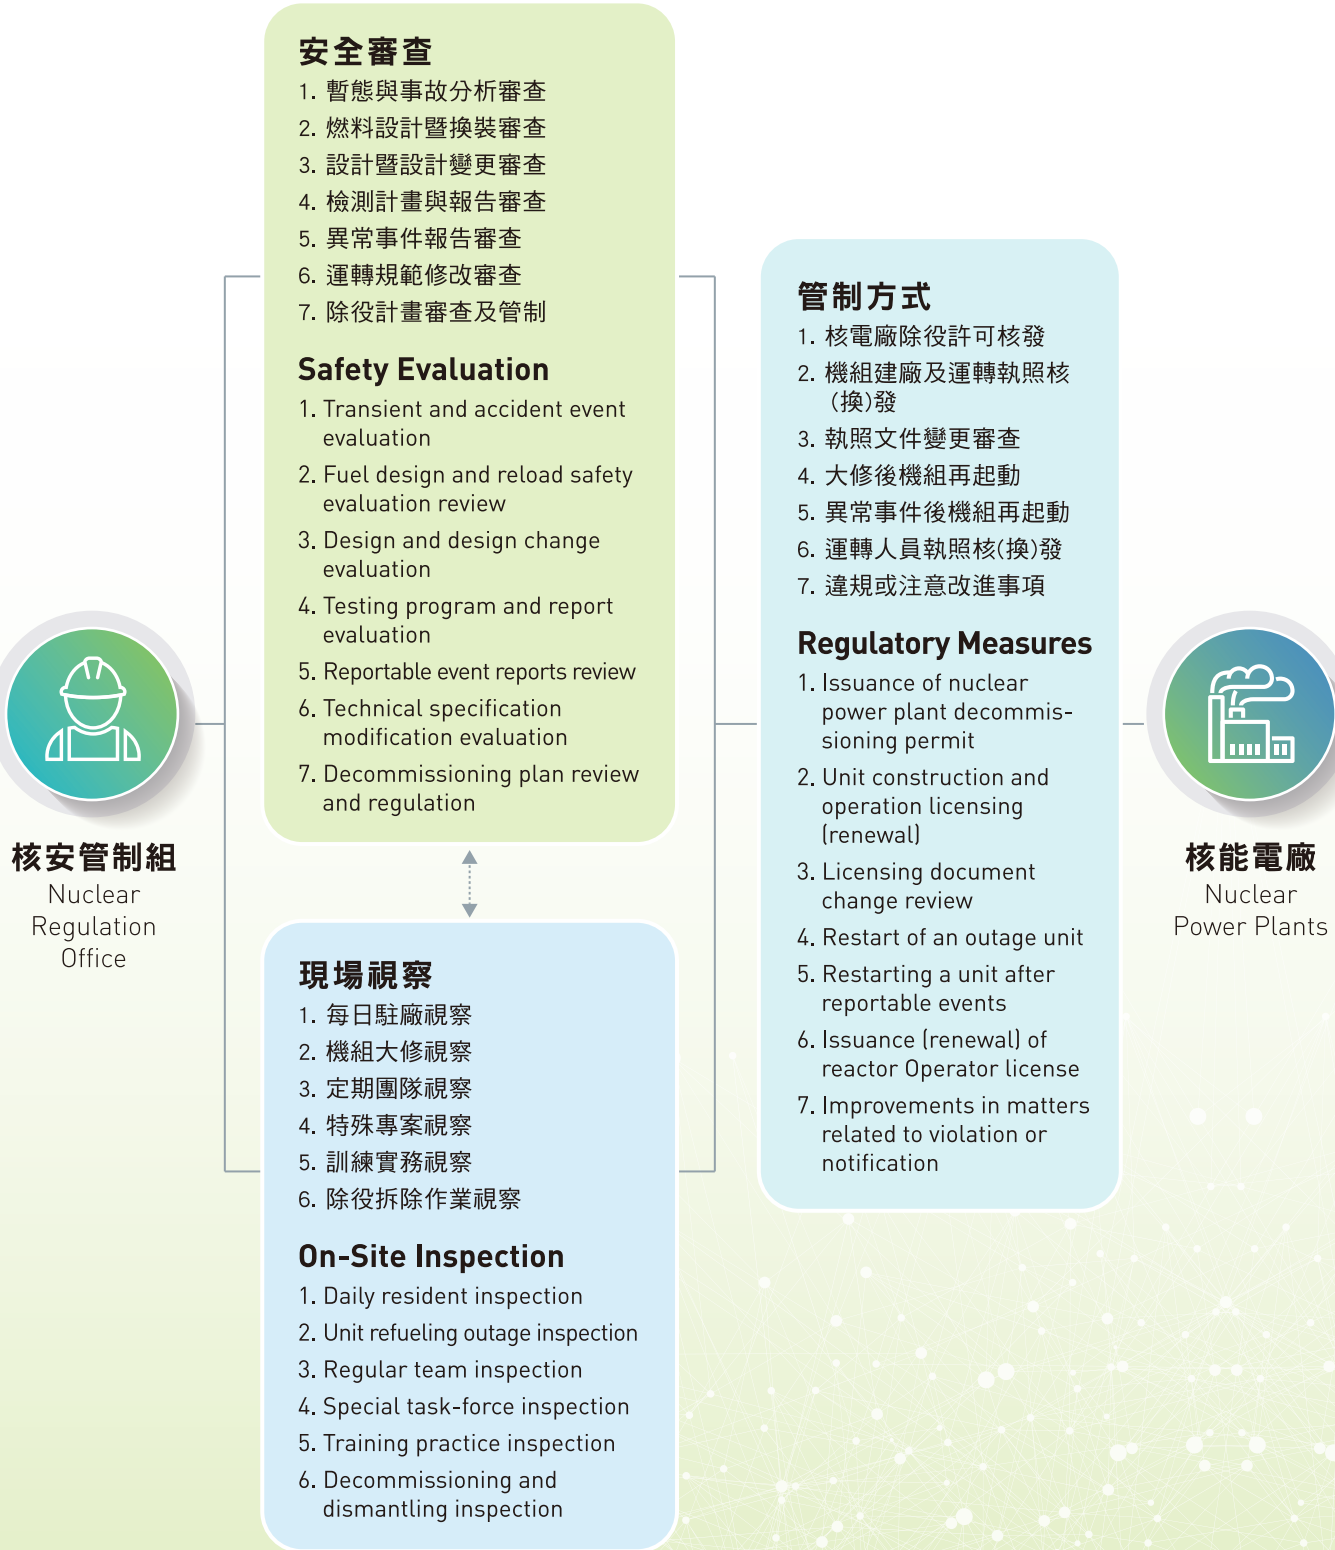 安全審查
1. 暫態與事故分析審查
2. 燃料設計暨換裝審查
3. 設計暨設計變更審查
4. 檢測計畫與報告審查
5. 異常事件報告審查
6. 運轉規範修改審查
7. 除役計畫審查及管制
Safety Evaluation
1. Transient and accident event
evaluation
2. Fuel design and reload safety
evaluation review
3. Design and design change
evaluation
4. Testing program and report
evaluation
5. Reportable event reports review
6. Technical specification
modification evaluation
7. Decommissioning plan review
and regulation
核安管制組
Nuclear
Regulation
Office
現場視察
1. 每日駐廠視察
2. 機組大修視察
3. 定期團隊視察
4. 特殊專案視察
5. 訓練實務視察
6. 除役拆除作業視察
On-Site Inspection
1. Daily resident inspection
2. Unit refueling outage inspection
3. Regular team inspection
4. Special task-force inspection
5. Training practice inspection
6. Decommissioning and
dismantling inspection
管制方式
1. 核電廠除役許可核發
2. 機組建廠及運轉執照核
(換)發
3. 執照文件變更審查
4. 大修後機組再起動
5. 異常事件後機組再起動
6. 運轉人員執照核(換)發
7. 違規或注意改進事項
Regulatory Measures
1. Issuance of nuclear
power plant decommis-
sioning permit
2. Unit construction and
operation licensing
(renewal)
3. Licensing document
change review
4. Restart of an outage unit
5. Restarting a unit after
reportable events
6. Issuance (renewal) of
reactor Operator license
7. Improvements in matters
related to violation or
notification
核能電廠
Nuclear
Power Plants